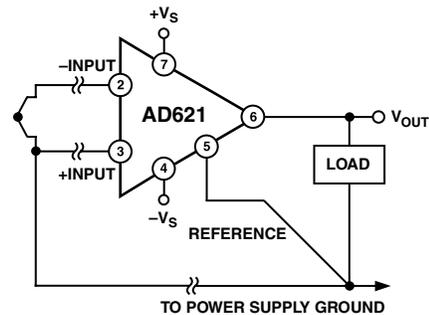 +VS
–INPUT
7
2
AD621
6
VOUT
3
5
+INPUT
4
LOAD
–VS
REFERENCE
TO POWER SUPPLY GROUND